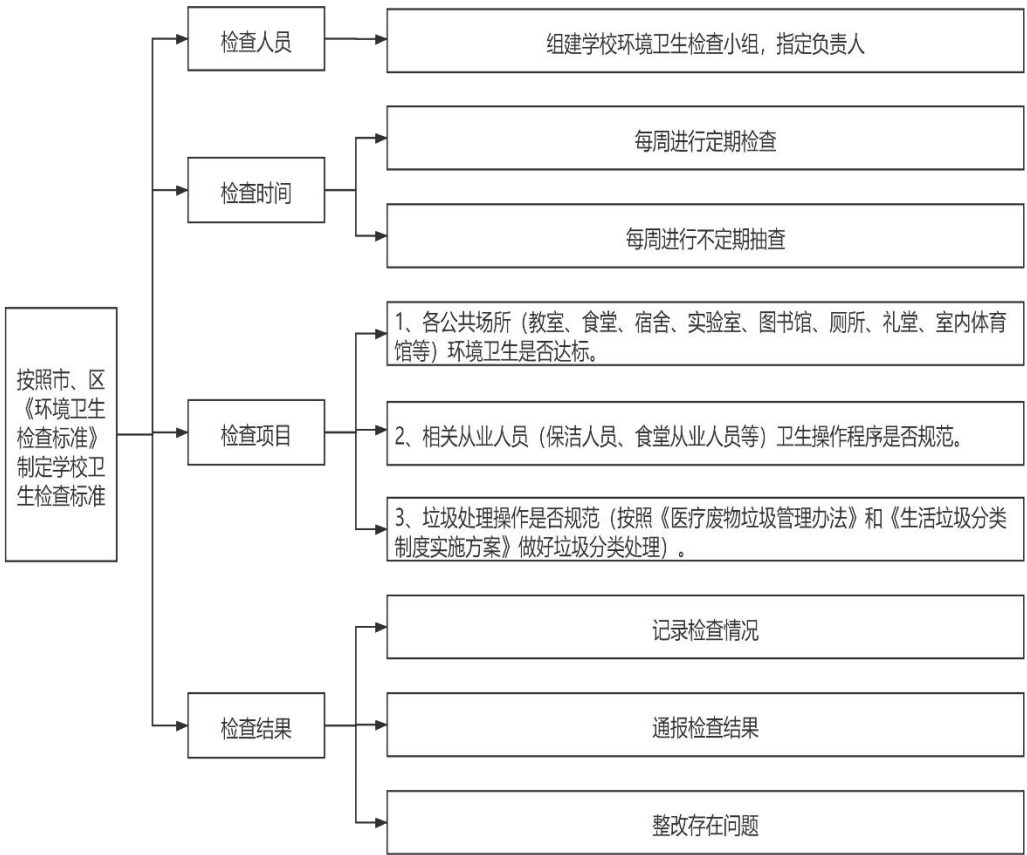 按照市、区
《环境卫生
检查标准》
制定学校卫
生检查标准
检查人员
组建学校环境卫生检查小组，指定负责人
检查时间
每周进行定期检查
每周进行不定期抽查
检查项目
1、各公共场所（教室、食堂、宿舍、实验室、图书馆、厕所、礼堂、室内体育
馆等）环境卫生是否达标。
2、相关从业人员（保洁人员、食堂从业人员等）卫生操作程序是否规范。
3、垃圾处理操作是否规范（按照《医疗废物垃圾管理办法》和《生活垃圾分类
制度实施方案》做好垃圾分类处理）。
检查结果
记录检查情况
通报检查结果
整改存在问题